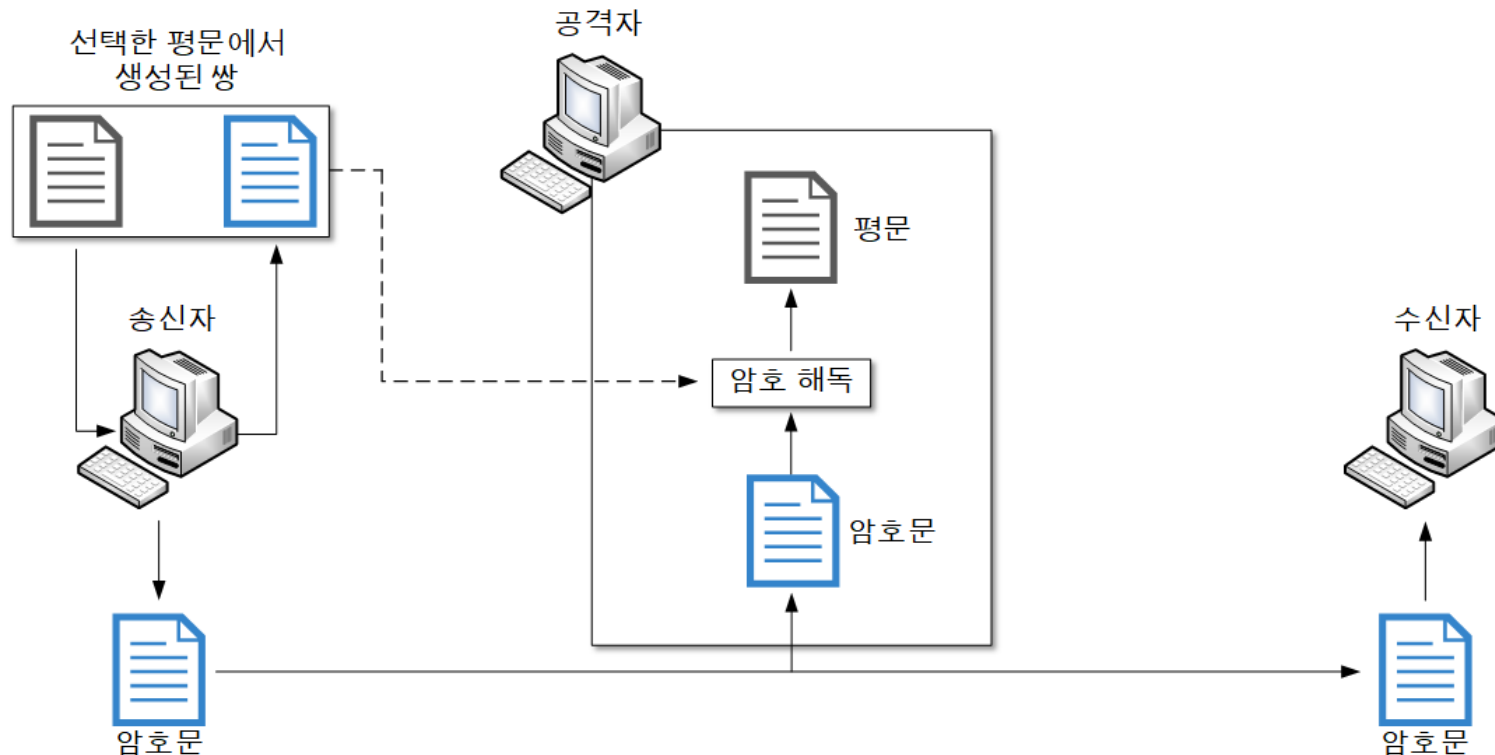 공격자
선택한 평문에서
생성된 쌍
평문
송신자
수신자
암호 해독
암호문
암호문
암호문